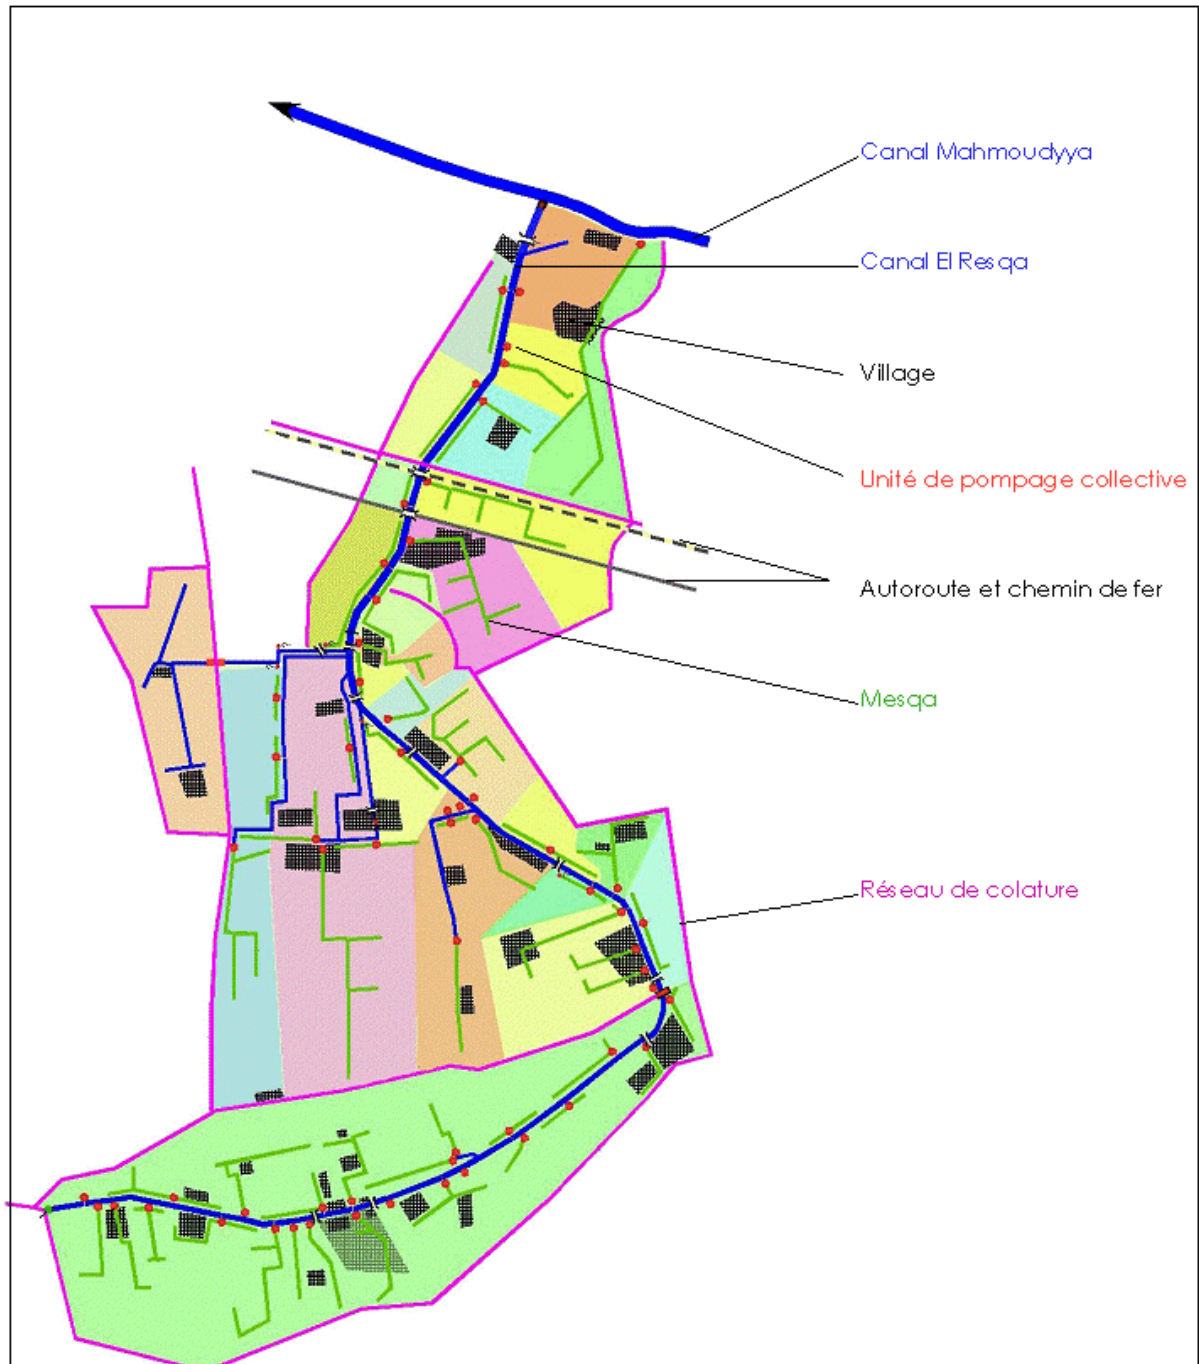 Canal Mahmoudyya
Canal El Resqa
Village
Unité de pompage collective
Autoroute et chemin de fer
Mesqa
Réseau de colature